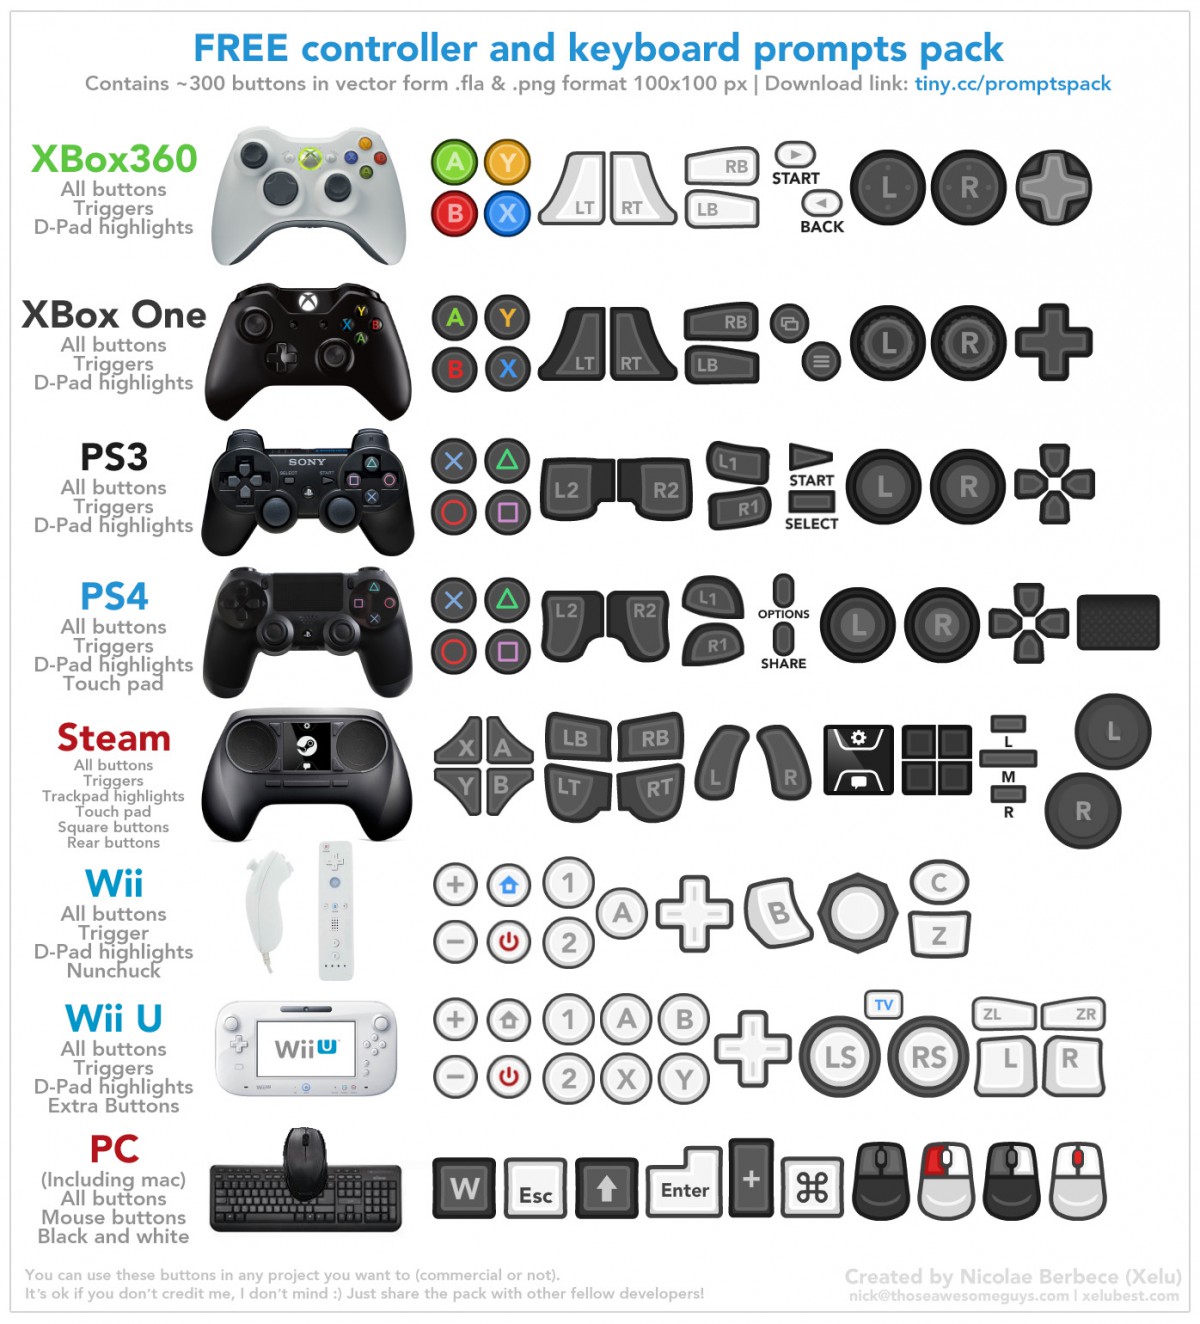 FREE controller and keyboard prompts pack
Contains ~300 buttons in vector form .fla & .png format 100x100 px | Download link: tiny.cc/promptspack
XBox360
All buttons
Triggers
D-Pad highlights
A Y LT RT RB START L R
B X LB BACK
XBox One
All buttons
Triggers
D-Pad highlights
Y
X B
A
A Y LT RT RB L R
B X LB
PS3
All buttons
Triggers
D-Pad highlights
SONY
SELECT START
L2 R2 L1 START L R
R1 SELECT
PS4
All buttons
Triggers
D-Pad highlights
Touch pad
L2 R2 L1 OPTIONS L R
R1 SHARE
Steam
All buttons
Triggers
Trackpad highlights
Touch pad
Square buttons
Rear buttons
X A LB RB L R L L
Y B LT RT M
R R
Wii
All buttons
Trigger
D-Pad highlights
Nunchuck
+ 1 A B C
− 2 Z
Wii U
All buttons
Triggers
D-Pad highlights
Extra Buttons
Wii U
+ 1 A B TV ZL ZR
− 2 X Y LS RS L R
PC
(Including mac)
All buttons
Mouse buttons
Black and white
W Esc Enter + ⌘
You can use these buttons in any project you want to (commercial or not).
It's ok if you don't credit me, I don't mind :) Just share the pack with other fellow developers!
Created by Nicolae Berbece (Xelu)
nick@thoseawesomeguys.com | xelubest.com